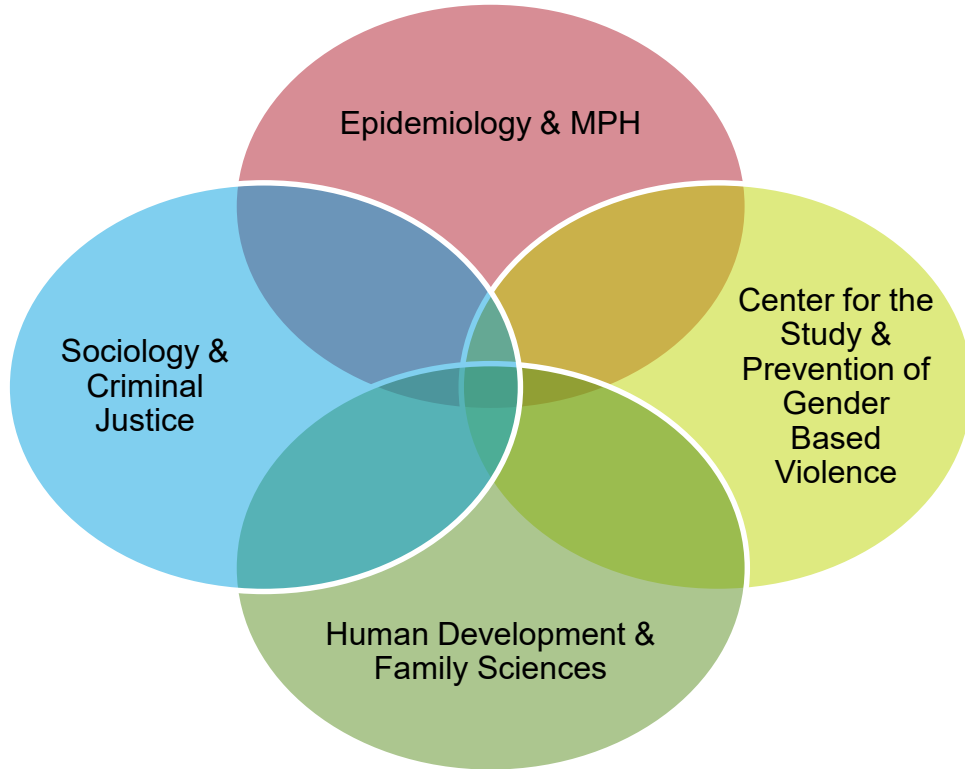 Epidemiology & MPH
Sociology &
Criminal
Justice
Center for the
Study &
Prevention of
Gender
Based
Violence
Human Development &
Family Sciences